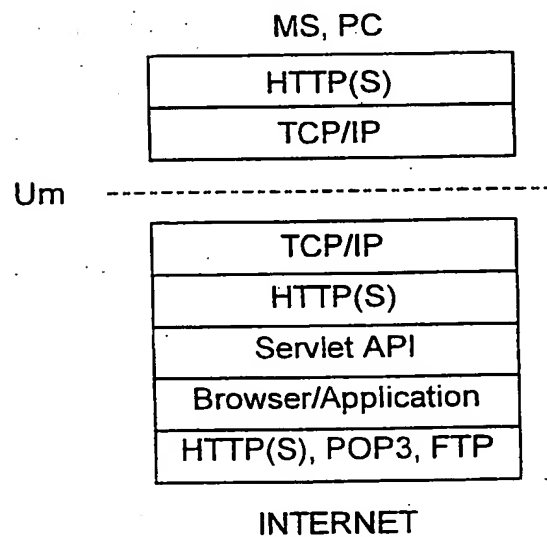 MS, PC
HTTP(S)
TCP/IP
Um
TCP/IP
HTTP(S)
Servlet API
Browser/Application
HTTP(S), POP3, FTP
INTERNET